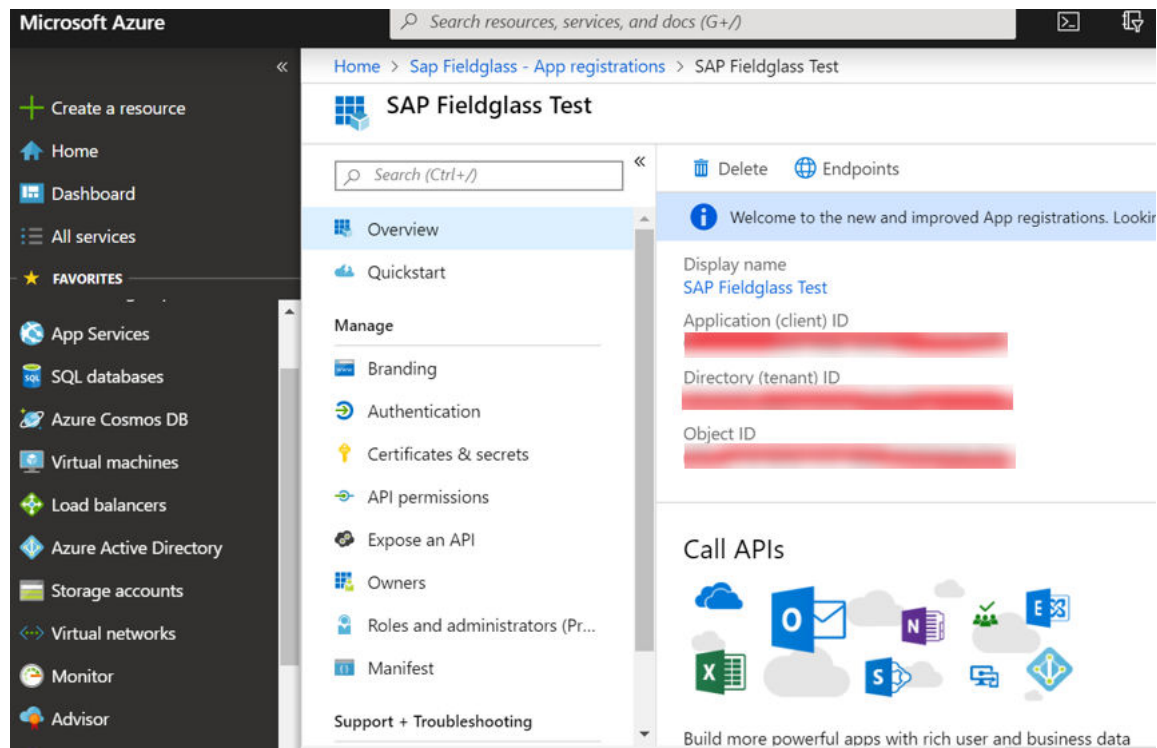 Microsoft Azure
Search resources, services, and docs (G+/)
«
Create a resource
Home
Dashboard
All services
FAVORITES
App Services
SQL databases
Azure Cosmos DB
Virtual machines
Load balancers
Azure Active Directory
Storage accounts
Virtual networks
Monitor
Advisor
Home > Sap Fieldglass - App registrations > SAP Fieldglass Test
SAP Fieldglass Test
Search (Ctrl+/)
«
Overview
Quickstart
Manage
Branding
Authentication
Certificates & secrets
API permissions
Expose an API
Owners
Roles and administrators (Pr...
Manifest
Support + Troubleshooting
Delete
Endpoints
Welcome to the new and improved App registrations. Lookin
Display name
SAP Fieldglass Test
Application (client) ID
Directory (tenant) ID
Object ID
Call APIs
Build more powerful apps with rich user and business data